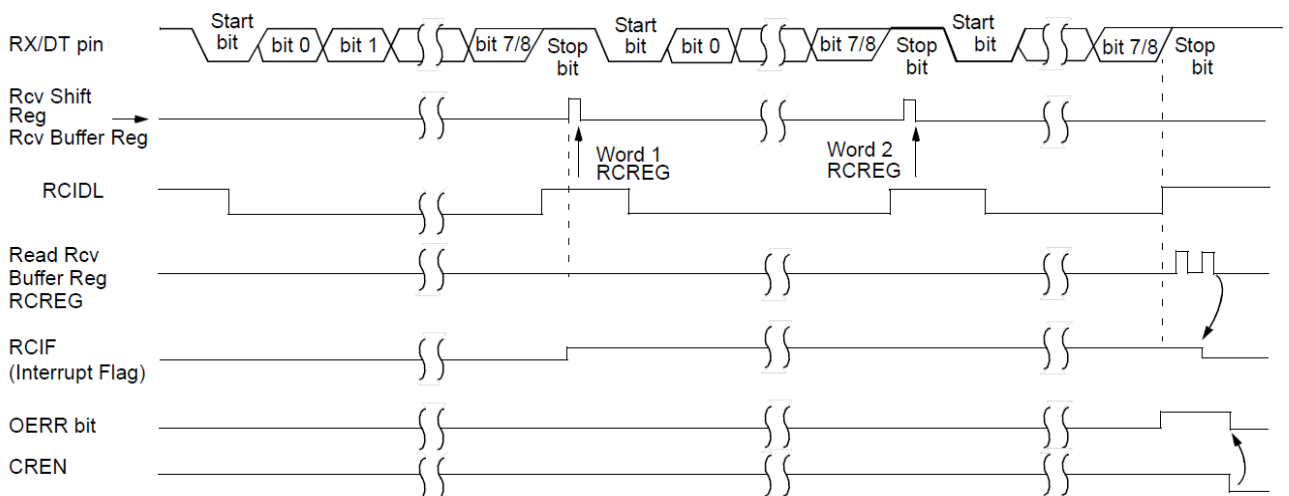 RX/DT pin
Start
bit
bit 0
bit 1
bit 7/8
Stop
bit
Start
bit
bit 0
bit 7/8
Stop
bit
Start
bit
bit 7/8
Stop
bit
Rcv Shift
Reg
Rcv Buffer Reg
Word 1
RCREG
Word 2
RCREG
RCIDL
Read Rcv
Buffer Reg
RCREG
RCIF
(Interrupt Flag)
OERR bit
CREN